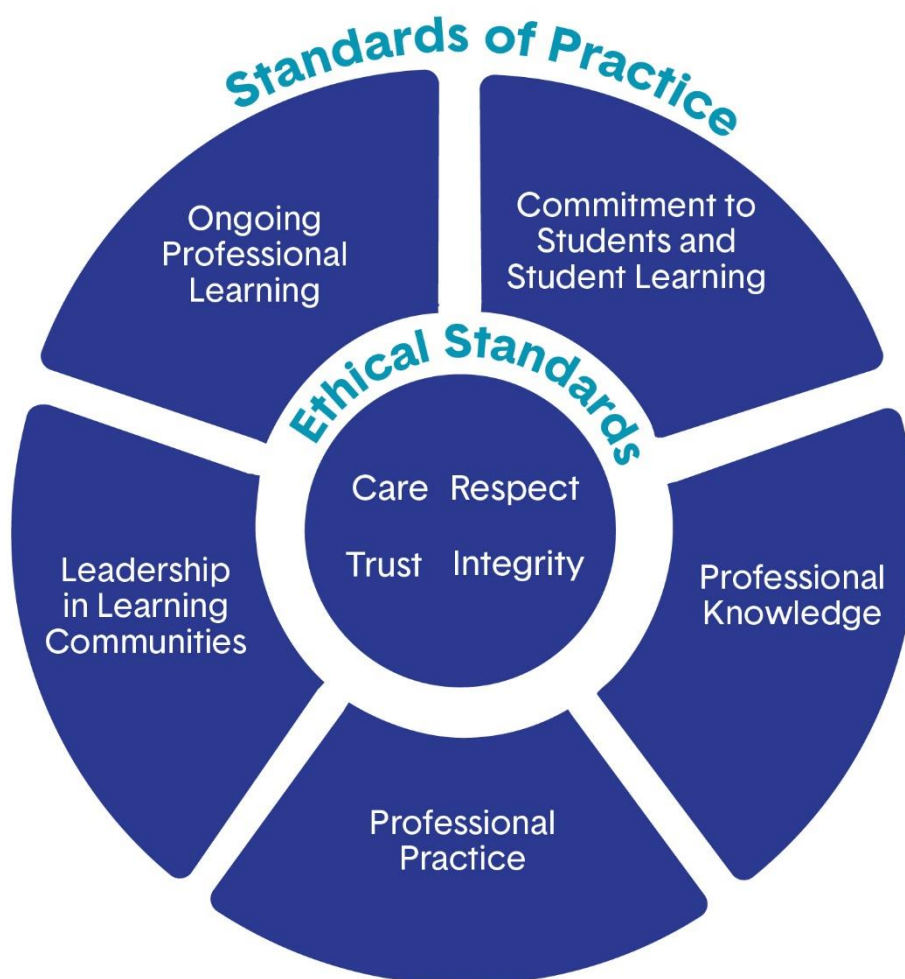 Standards of Practice
Ongoing
Professional
Learning
Commitment to
Students and
Student Learning
Ethical Standards
Care Respect
Trust Integrity
Leadership
in Learning
Communities
Professional
Knowledge
Professional
Practice